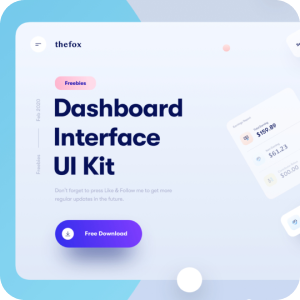 thefox
Freebies
Dashboard
Interface
UI Kit
Don't forget to press Like & Follow me to get more
regular updates in the future.
Free Download
Feb 2020
Freebies
$159.89
$61.23